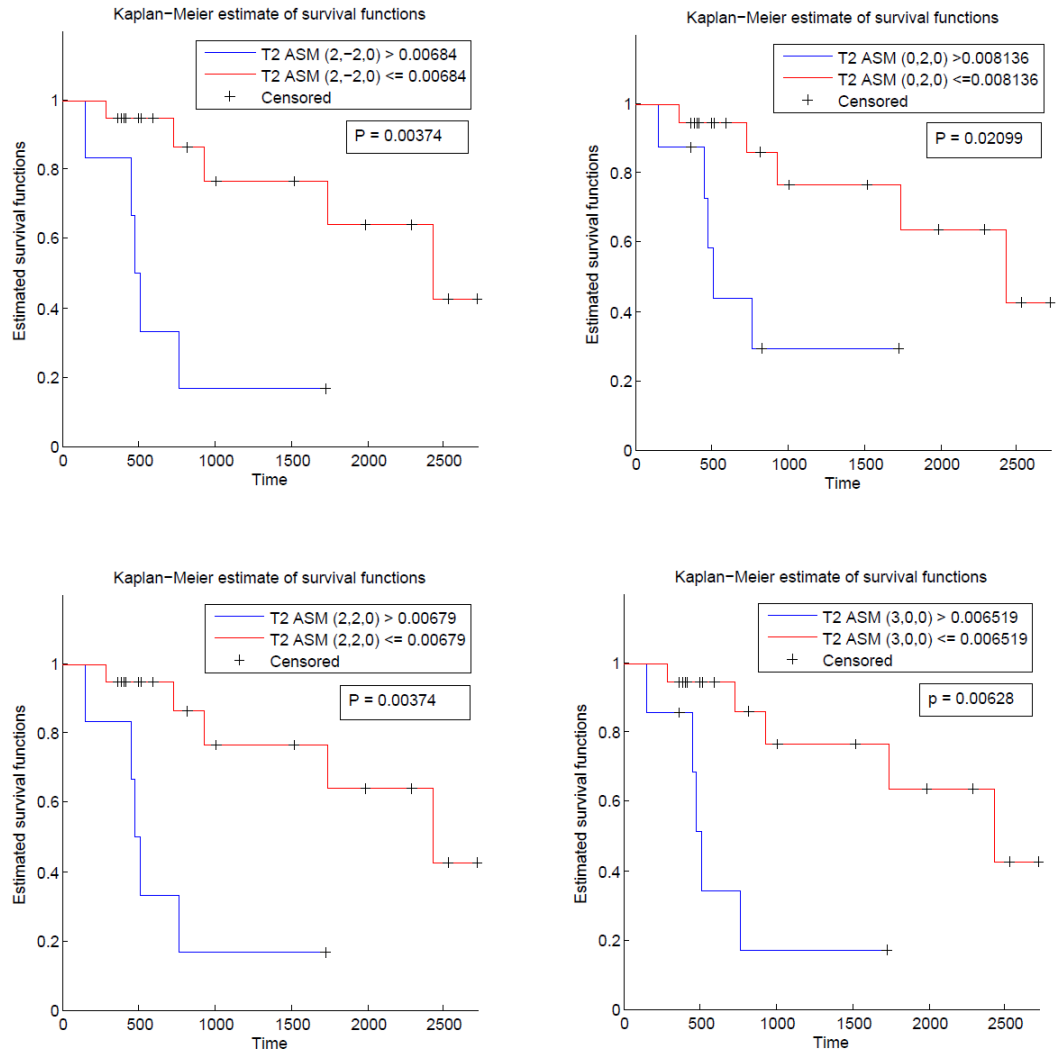 Kaplan−Meier estimate of survival functions
T2 ASM (2,−2,0) > 0.00684
T2 ASM (2,−2,0) <= 0.00684
Censored
P = 0.00374
1
0.8
0.6
0.4
0.2
0
Estimated survival functions
0 500 1000 1500 2000 2500
Time
Kaplan−Meier estimate of survival functions
T2 ASM (0,2,0) >0.008136
T2 ASM (0,2,0) <=0.008136
Censored
P = 0.02099
1
0.8
0.6
0.4
0.2
0
Estimated survival functions
0 500 1000 1500 2000 2500
Time
Kaplan−Meier estimate of survival functions
T2 ASM (2,2,0) > 0.00679
T2 ASM (2,2,0) <= 0.00679
Censored
P = 0.00374
1
0.8
0.6
0.4
0.2
0
Estimated survival functions
0 500 1000 1500 2000 2500
Time
Kaplan−Meier estimate of survival functions
T2 ASM (3,0,0) > 0.006519
T2 ASM (3,0,0) <= 0.006519
Censored
p = 0.00628
1
0.8
0.6
0.4
0.2
0
Estimated survival functions
0 500 1000 1500 2000 2500
Time